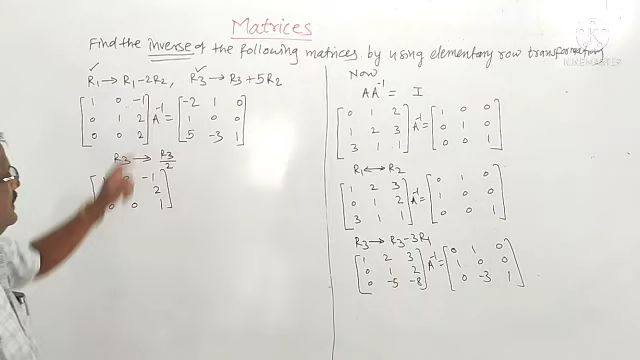 Matrices
Find the inverse of the following matrices by using elementary row transformation
Now
AA⁻¹ = I
[0 1 2; 1 2 3; 3 1 1] A⁻¹ = [1 0 0; 0 1 0; 0 0 1]
R1 ↔ R2
[1 2 3; 0 1 2; 3 1 1] A⁻¹ = [0 1 0; 1 0 0; 0 0 1]
R3 → R3 - 3R1
[1 2 3; 0 1 2; 0 -5 -8] A⁻¹ = [0 1 0; 1 0 0; 0 -3 1]
✓ ✓
R1 → R1 - 2R2, R3 → R3 + 5R2
[1 0 -1; 0 1 2; 0 0 2] A⁻¹ = [-2 1 0; 1 0 0; 5 -3 1]
R3 → R3/2
-1
2
0 0 1
KINEMASTER